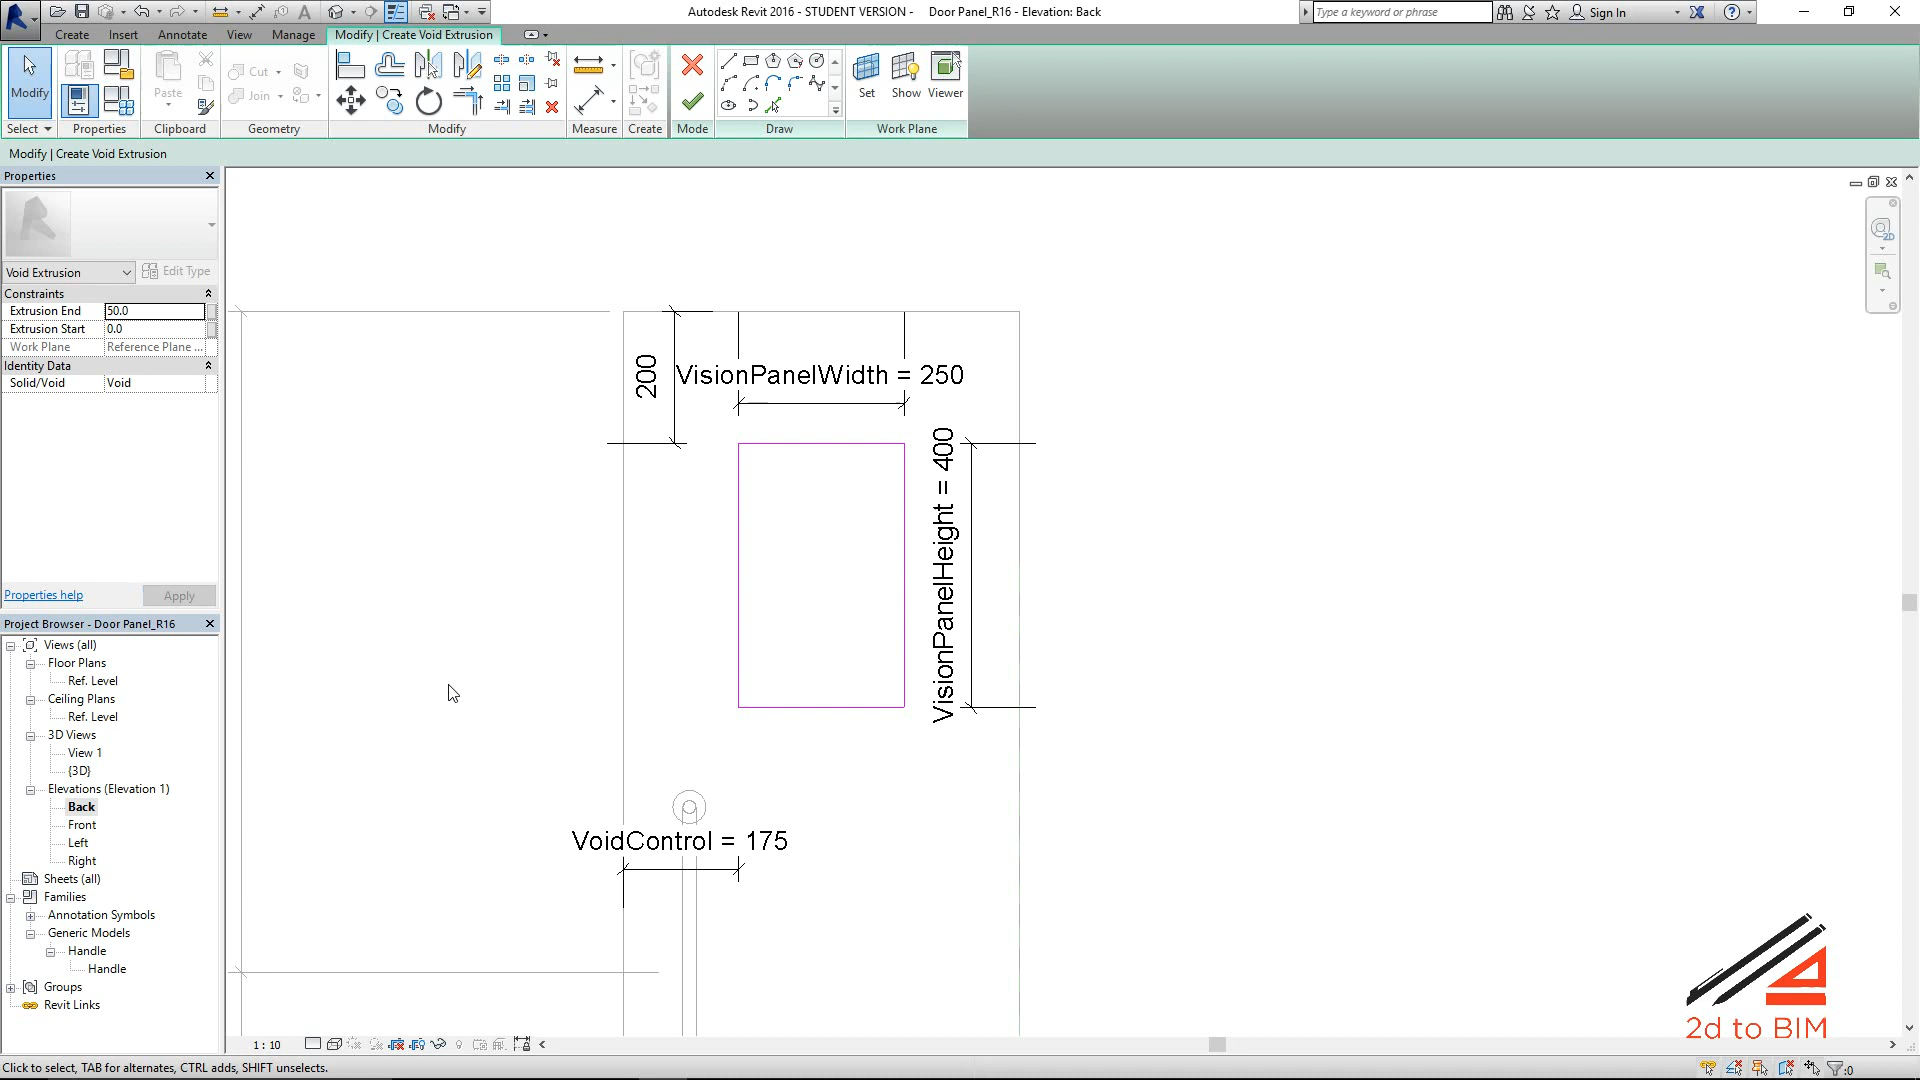 Autodesk Revit 2016 - STUDENT VERSION -    Door Panel_R16 - Elevation: Back
Type a keyword or phrase
Sign In
Create
Insert
Annotate
View
Manage
Modify | Create Void Extrusion
Modify
Cut
Join
Paste
Set
Show
Viewer
Select
Properties
Clipboard
Geometry
Modify
Measure
Create
Mode
Draw
Work Plane
Modify | Create Void Extrusion
Properties
Void Extrusion
Edit Type
Constraints
Extrusion End 50.0
Extrusion Start 0.0
Work Plane Reference Plane ...
Identity Data
Solid/Void Void
Properties help
Apply
Project Browser - Door Panel_R16
Views (all)
Floor Plans
Ref. Level
Ceiling Plans
Ref. Level
3D Views
View 1
{3D}
Elevations (Elevation 1)
Back
Front
Left
Right
Sheets (all)
Families
Annotation Symbols
Generic Models
Handle
Handle
Groups
Revit Links
200
VisionPanelWidth = 250
VisionPanelHeight = 400
VoidControl = 175
2D
2d to BIM
1 : 10
Click to select, TAB for alternates, CTRL adds, SHIFT unselects.
:0